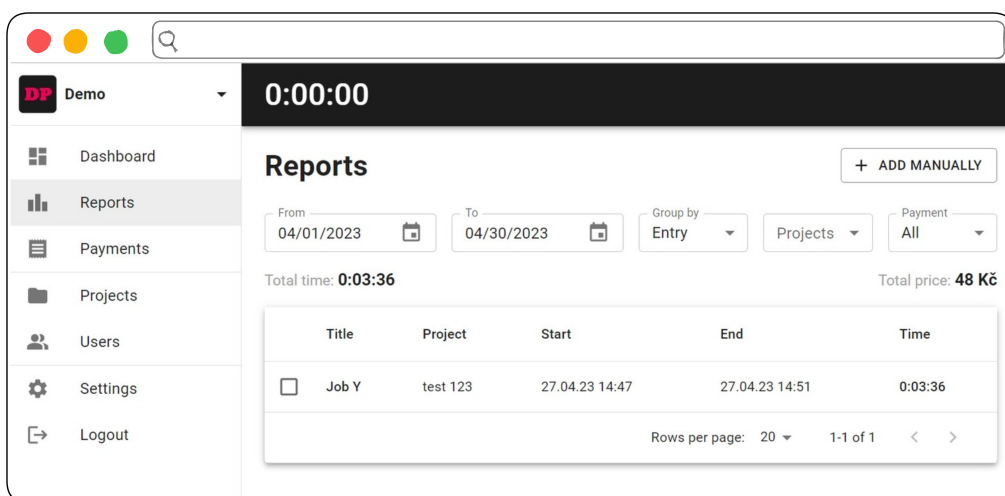 DP Demo
0:00:00
Dashboard
Reports
Payments
Projects
Users
Settings
Logout
Reports
+ ADD MANUALLY
From
04/01/2023
To
04/30/2023
Group by
Entry
Projects
Payment
All
Total time: 0:03:36
Total price: 48 Kč
Title Project Start End Time
Job Y test 123 27.04.23 14:47 27.04.23 14:51 0:03:36
Rows per page: 20 1-1 of 1